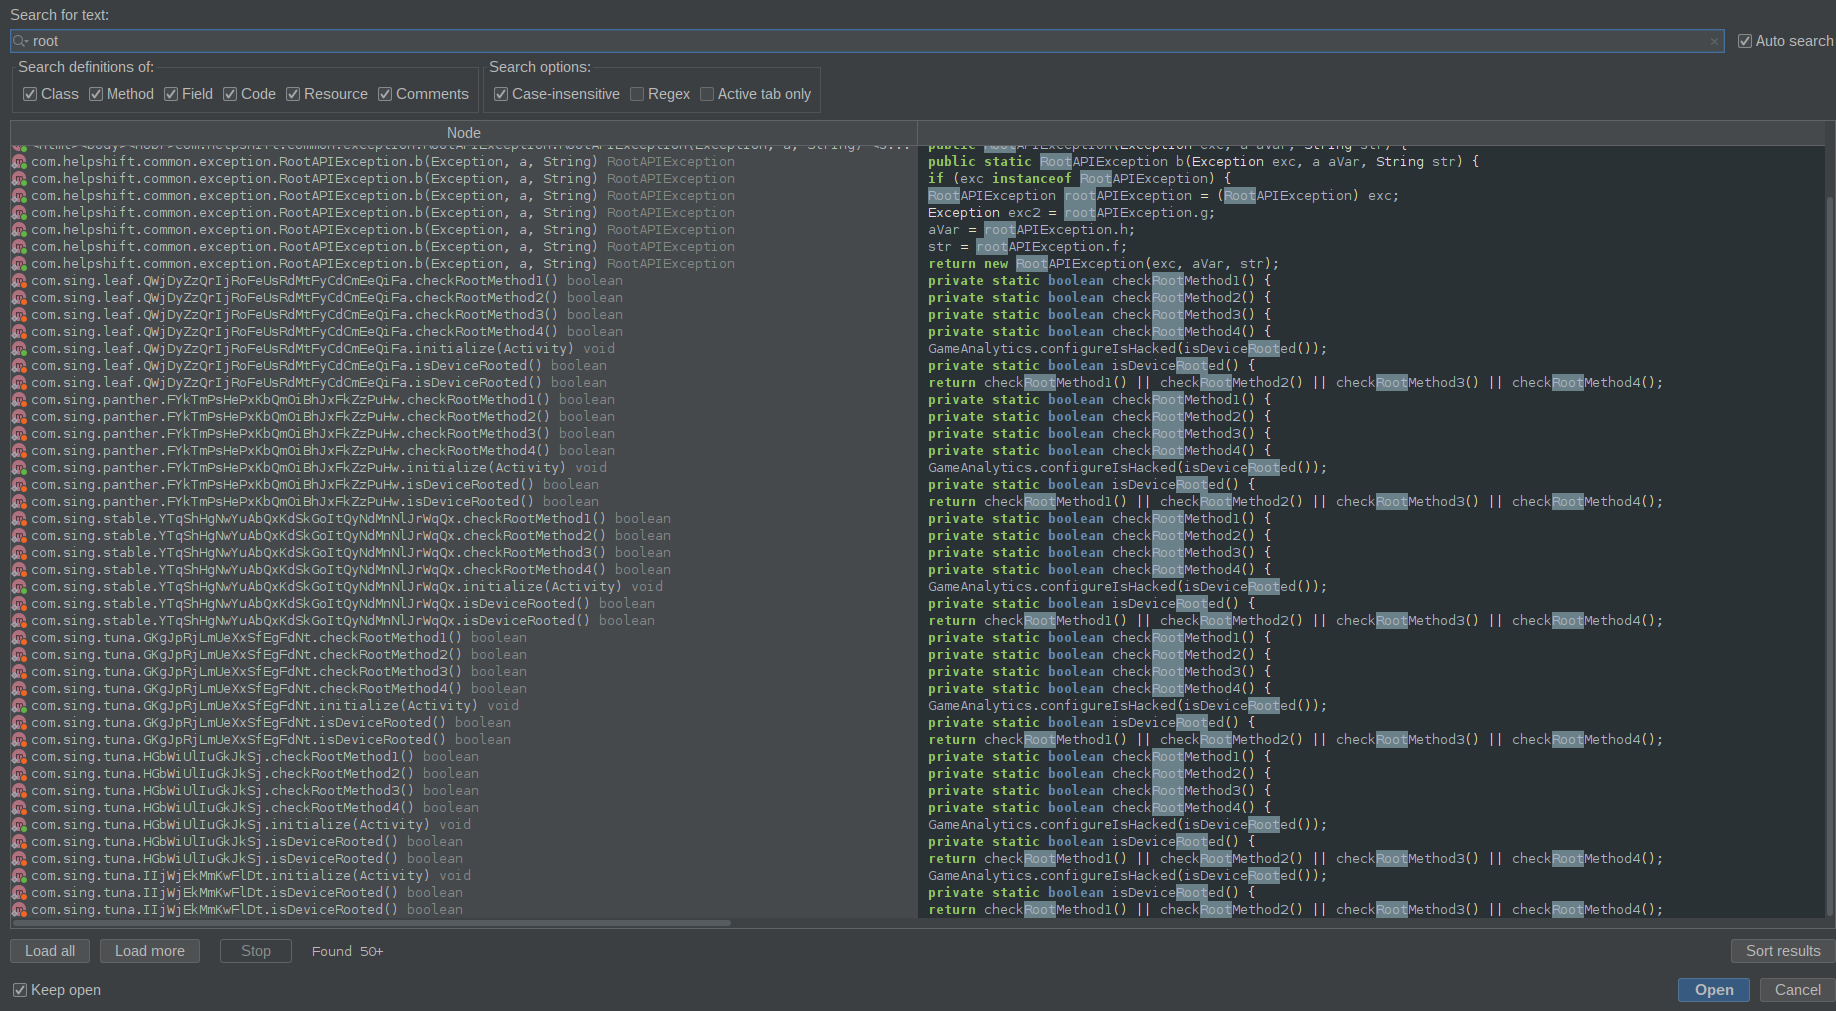 Search for text:
root
Auto search
Search definitions of: Search options:
Class Method Field Code Resource Comments Case-insensitive Regex Active tab only
Node
com.helpshift.common.exception.RootAPIException.b(Exception, a, String) RootAPIException public static RootAPIException b(Exception exc, a aVar, String str) {
com.helpshift.common.exception.RootAPIException.b(Exception, a, String) RootAPIException if (exc instanceof RootAPIException) {
com.helpshift.common.exception.RootAPIException.b(Exception, a, String) RootAPIException RootAPIException rootAPIException = (RootAPIException) exc;
com.helpshift.common.exception.RootAPIException.b(Exception, a, String) RootAPIException Exception exc2 = rootAPIException.g;
com.helpshift.common.exception.RootAPIException.b(Exception, a, String) RootAPIException aVar = rootAPIException.h;
com.helpshift.common.exception.RootAPIException.b(Exception, a, String) RootAPIException str = rootAPIException.f;
com.helpshift.common.exception.RootAPIException.b(Exception, a, String) RootAPIException return new RootAPIException(exc, aVar, str);
com.sing.leaf.QWjDyZzQrIjRoFeUsRdMtFyCdCmEeQiFa.checkRootMethod1() boolean private static boolean checkRootMethod1() {
com.sing.leaf.QWjDyZzQrIjRoFeUsRdMtFyCdCmEeQiFa.checkRootMethod2() boolean private static boolean checkRootMethod2() {
com.sing.leaf.QWjDyZzQrIjRoFeUsRdMtFyCdCmEeQiFa.checkRootMethod3() boolean private static boolean checkRootMethod3() {
com.sing.leaf.QWjDyZzQrIjRoFeUsRdMtFyCdCmEeQiFa.checkRootMethod4() boolean private static boolean checkRootMethod4() {
com.sing.leaf.QWjDyZzQrIjRoFeUsRdMtFyCdCmEeQiFa.initialize(Activity) void GameAnalytics.configureIsHacked(isDeviceRooted());
com.sing.leaf.QWjDyZzQrIjRoFeUsRdMtFyCdCmEeQiFa.isDeviceRooted() boolean private static boolean isDeviceRooted() {
com.sing.leaf.QWjDyZzQrIjRoFeUsRdMtFyCdCmEeQiFa.isDeviceRooted() boolean return checkRootMethod1() || checkRootMethod2() || checkRootMethod3() || checkRootMethod4();
com.sing.panther.FYkTmPsHePxKbQmOiBhJxFkZzPuHw.checkRootMethod1() boolean private static boolean checkRootMethod1() {
com.sing.panther.FYkTmPsHePxKbQmOiBhJxFkZzPuHw.checkRootMethod2() boolean private static boolean checkRootMethod2() {
com.sing.panther.FYkTmPsHePxKbQmOiBhJxFkZzPuHw.checkRootMethod3() boolean private static boolean checkRootMethod3() {
com.sing.panther.FYkTmPsHePxKbQmOiBhJxFkZzPuHw.checkRootMethod4() boolean private static boolean checkRootMethod4() {
com.sing.panther.FYkTmPsHePxKbQmOiBhJxFkZzPuHw.initialize(Activity) void GameAnalytics.configureIsHacked(isDeviceRooted());
com.sing.panther.FYkTmPsHePxKbQmOiBhJxFkZzPuHw.isDeviceRooted() boolean private static boolean isDeviceRooted() {
com.sing.panther.FYkTmPsHePxKbQmOiBhJxFkZzPuHw.isDeviceRooted() boolean return checkRootMethod1() || checkRootMethod2() || checkRootMethod3() || checkRootMethod4();
com.sing.stable.YTqShHgNwYuAbQxKdSkGoItQyNdMnNlJrWqQx.checkRootMethod1() boolean private static boolean checkRootMethod1() {
com.sing.stable.YTqShHgNwYuAbQxKdSkGoItQyNdMnNlJrWqQx.checkRootMethod2() boolean private static boolean checkRootMethod2() {
com.sing.stable.YTqShHgNwYuAbQxKdSkGoItQyNdMnNlJrWqQx.checkRootMethod3() boolean private static boolean checkRootMethod3() {
com.sing.stable.YTqShHgNwYuAbQxKdSkGoItQyNdMnNlJrWqQx.checkRootMethod4() boolean private static boolean checkRootMethod4() {
com.sing.stable.YTqShHgNwYuAbQxKdSkGoItQyNdMnNlJrWqQx.initialize(Activity) void GameAnalytics.configureIsHacked(isDeviceRooted());
com.sing.stable.YTqShHgNwYuAbQxKdSkGoItQyNdMnNlJrWqQx.isDeviceRooted() boolean private static boolean isDeviceRooted() {
com.sing.stable.YTqShHgNwYuAbQxKdSkGoItQyNdMnNlJrWqQx.isDeviceRooted() boolean return checkRootMethod1() || checkRootMethod2() || checkRootMethod3() || checkRootMethod4();
com.sing.tuna.GKgJpRjLmUeXxSfEgFdNt.checkRootMethod1() boolean private static boolean checkRootMethod1() {
com.sing.tuna.GKgJpRjLmUeXxSfEgFdNt.checkRootMethod2() boolean private static boolean checkRootMethod2() {
com.sing.tuna.GKgJpRjLmUeXxSfEgFdNt.checkRootMethod3() boolean private static boolean checkRootMethod3() {
com.sing.tuna.GKgJpRjLmUeXxSfEgFdNt.checkRootMethod4() boolean private static boolean checkRootMethod4() {
com.sing.tuna.GKgJpRjLmUeXxSfEgFdNt.initialize(Activity) void GameAnalytics.configureIsHacked(isDeviceRooted());
com.sing.tuna.GKgJpRjLmUeXxSfEgFdNt.isDeviceRooted() boolean private static boolean isDeviceRooted() {
com.sing.tuna.GKgJpRjLmUeXxSfEgFdNt.isDeviceRooted() boolean return checkRootMethod1() || checkRootMethod2() || checkRootMethod3() || checkRootMethod4();
com.sing.tuna.HGbWiUlIuGkJkSj.checkRootMethod1() boolean private static boolean checkRootMethod1() {
com.sing.tuna.HGbWiUlIuGkJkSj.checkRootMethod2() boolean private static boolean checkRootMethod2() {
com.sing.tuna.HGbWiUlIuGkJkSj.checkRootMethod3() boolean private static boolean checkRootMethod3() {
com.sing.tuna.HGbWiUlIuGkJkSj.checkRootMethod4() boolean private static boolean checkRootMethod4() {
com.sing.tuna.HGbWiUlIuGkJkSj.initialize(Activity) void GameAnalytics.configureIsHacked(isDeviceRooted());
com.sing.tuna.HGbWiUlIuGkJkSj.isDeviceRooted() boolean private static boolean isDeviceRooted() {
com.sing.tuna.HGbWiUlIuGkJkSj.isDeviceRooted() boolean return checkRootMethod1() || checkRootMethod2() || checkRootMethod3() || checkRootMethod4();
com.sing.tuna.IIjWjEkMmKwFlDt.initialize(Activity) void GameAnalytics.configureIsHacked(isDeviceRooted());
com.sing.tuna.IIjWjEkMmKwFlDt.isDeviceRooted() boolean private static boolean isDeviceRooted() {
com.sing.tuna.IIjWjEkMmKwFlDt.isDeviceRooted() boolean return checkRootMethod1() || checkRootMethod2() || checkRootMethod3() || checkRootMethod4();
Load all Load more Stop Found 50+ Sort results
Keep open Open Cancel